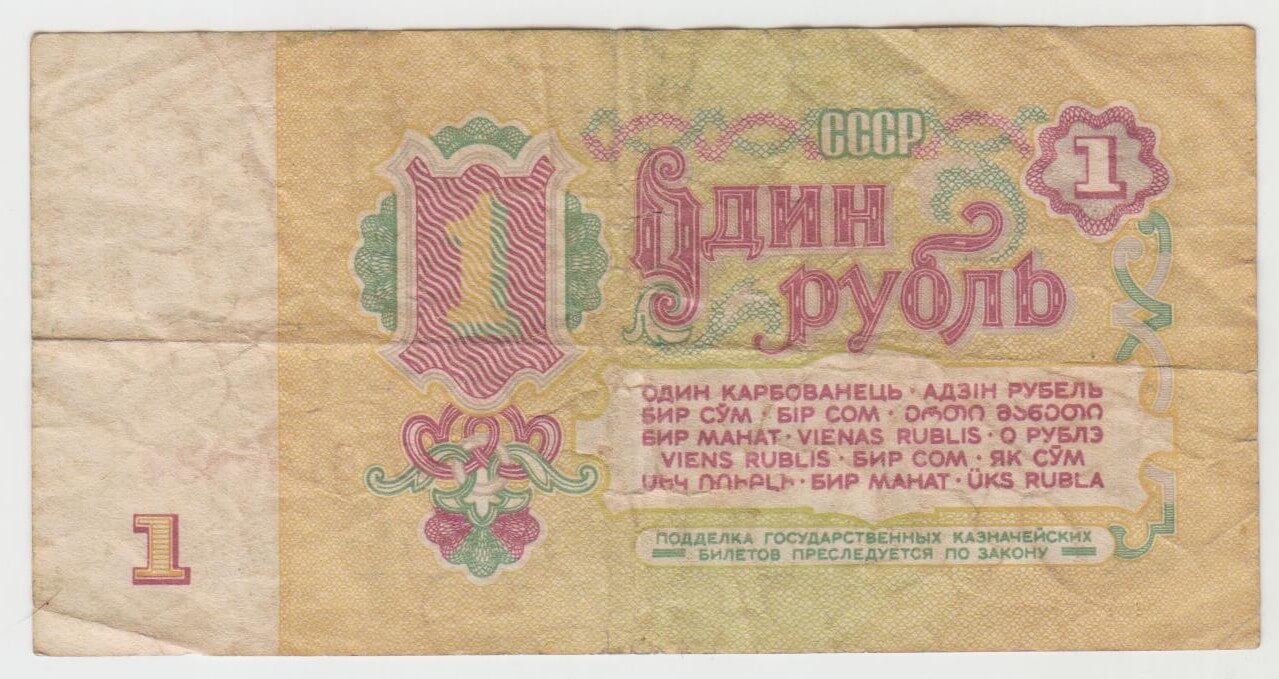 СССР
1
1
Один
рубль
ОДИН КАРБОВАНЕЦЬ · АДЗІН РУБЕЛЬ
БИР СЎМ · БІР СОМ · ᲔᲠᲗᲘ ᲛᲐᲜᲔᲗᲘ
БИР МАНАТ · VIENAS RUBLIS · О РУБЛЭ
VIENS RUBLIS · БИР СОМ · ЯК СӮМ
ՄԵԿ ՌՈՒԲԼԻ · БИР МАНАТ · ÜKS RUBLA
1
ПОДДЕЛКА ГОСУДАРСТВЕННЫХ КАЗНАЧЕЙСКИХ
БИЛЕТОВ ПРЕСЛЕДУЕТСЯ ПО ЗАКОНУ